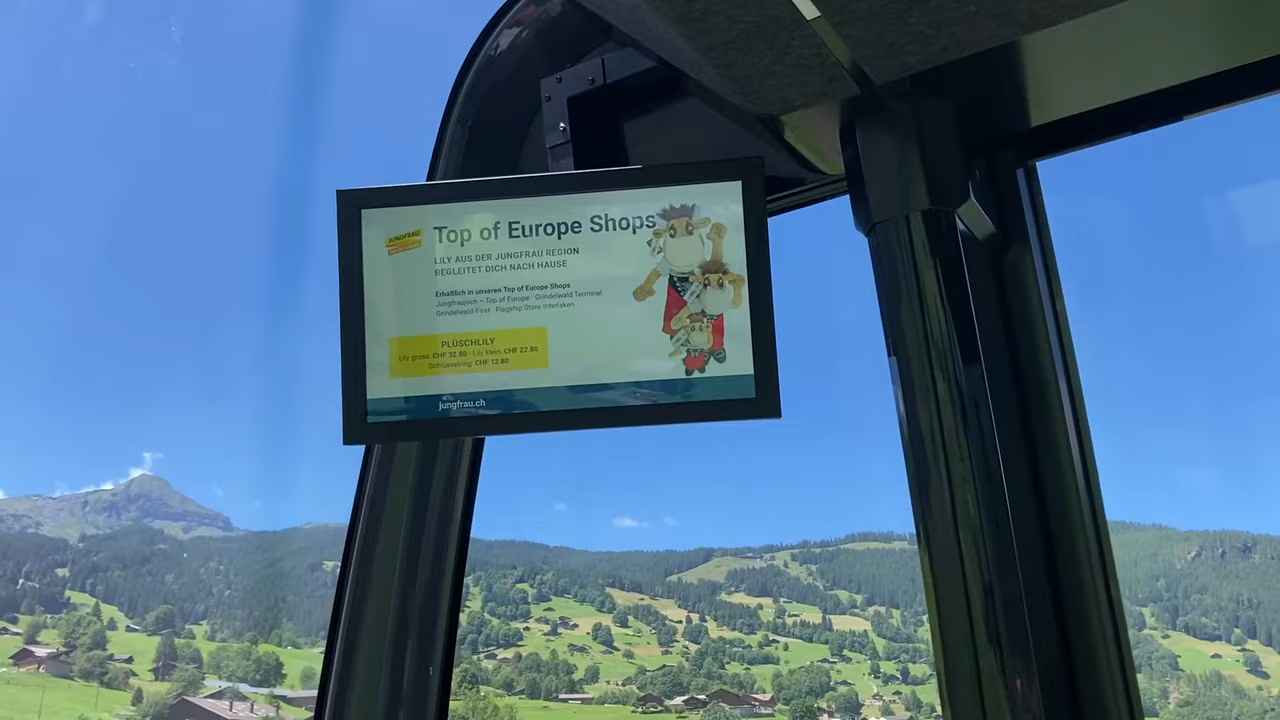 JUNGFRAU
Top of Europe Shops
LILY AUS DER JUNGFRAU REGION
BEGLEITET DICH NACH HAUSE
Erhältlich in unseren Top of Europe Shops
Jungfraujoch – Top of Europe · Grindelwald Terminal
Grindelwald-First · Flagship Store Interlaken
PLÜSCHLILY
Lily gross: CHF 32.80 · Lily klein: CHF 22.80
Schlüsselring: CHF 12.80
jungfrau.ch